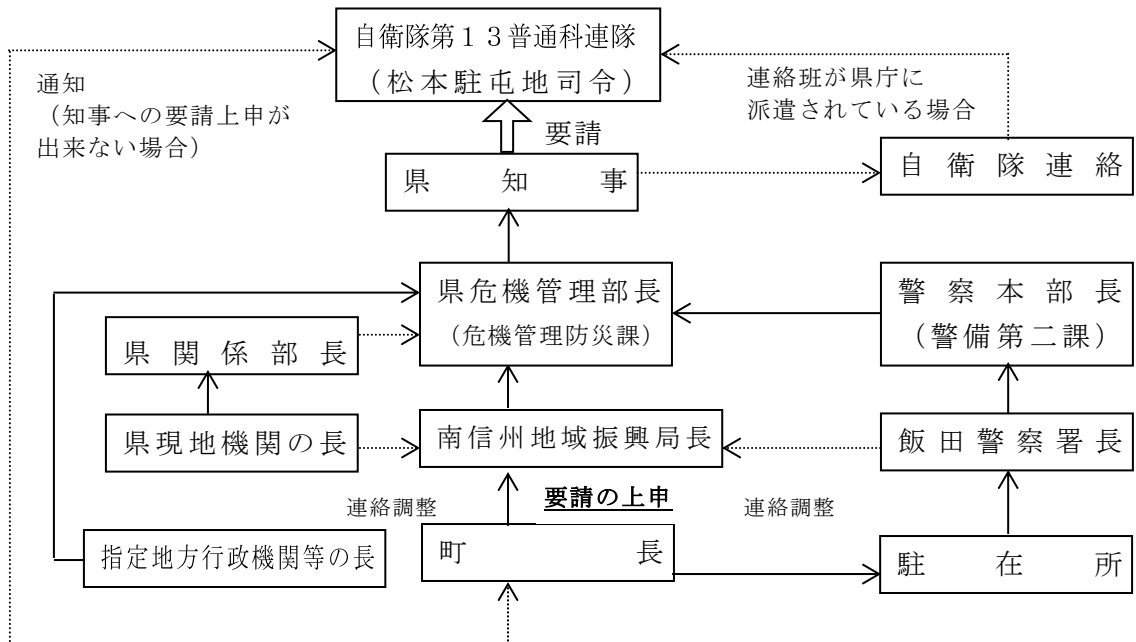 自衛隊第１３普通科連隊
（松本駐屯地司令）
通知
（知事への要請上申が
出来ない場合）
連絡班が県庁に
派遣されている場合
要請
県知事
自衛隊連絡
県危機管理部長
（危機管理防災課）
警察本部長
（警備第二課）
県関係部長
県現地機関の長
南信州地域振興局長
飯田警察署長
連絡調整
要請の上申
連絡調整
指定地方行政機関等の長
町長
駐在所